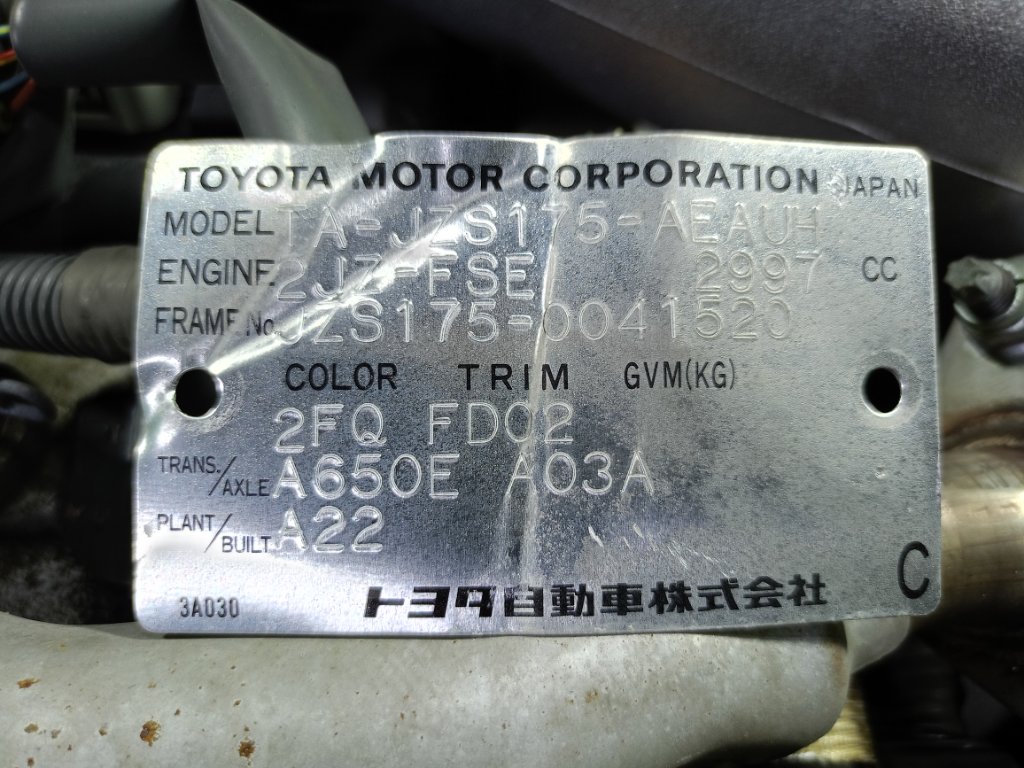 TOYOTA MOTOR CORPORATION JAPAN
MODEL TA-JZS175-AEAUH
ENGINE 2JZ-FSE 2997 CC
FRAME No. JZS175-0041520
COLOR TRIM GVM(KG)
2FQ FD02
TRANS./AXLE A650E A03A
PLANT/BUILT A22
C
3A030 トヨタ自動車株式会社